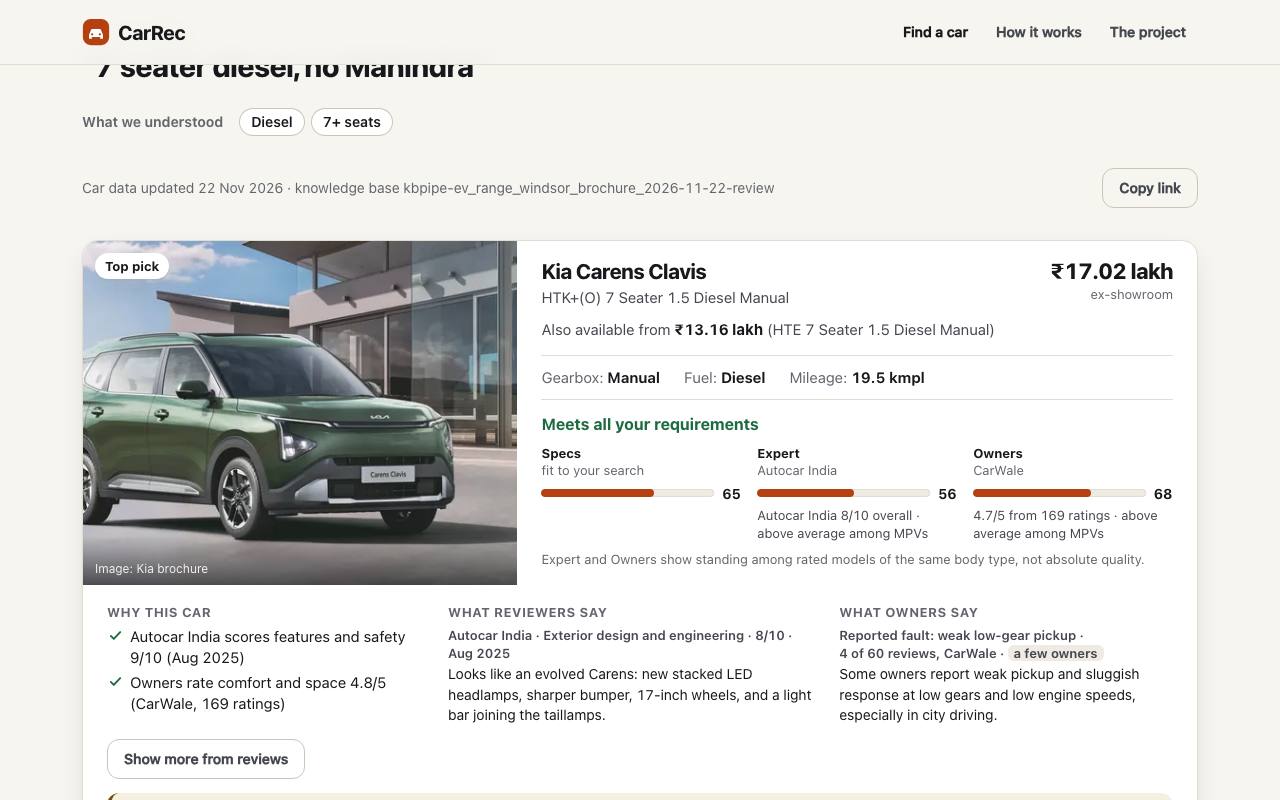 CarRec
Find a car
How it works
The project
7 seater diesel, no Mahindra
What we understood
Diesel
7+ seats
Car data updated 22 Nov 2026 · knowledge base kbpipe-ev_range_windsor_brochure_2026-11-22-review
Copy link
Top pick
Carens Clavis
Image: Kia brochure
Kia Carens Clavis
₹17.02 lakh
HTK+(O) 7 Seater 1.5 Diesel Manual
ex-showroom
Also available from ₹13.16 lakh (HTE 7 Seater 1.5 Diesel Manual)
Gearbox: Manual
Fuel: Diesel
Mileage: 19.5 kmpl
Meets all your requirements
Specs
fit to your search
65
Expert
Autocar India
56
Autocar India 8/10 overall ·
above average among MPVs
Owners
CarWale
68
4.7/5 from 169 ratings · above
average among MPVs
Expert and Owners show standing among rated models of the same body type, not absolute quality.
WHY THIS CAR
Autocar India scores features and safety
9/10 (Aug 2025)
Owners rate comfort and space 4.8/5
(CarWale, 169 ratings)
WHAT REVIEWERS SAY
Autocar India · Exterior design and engineering · 8/10 ·
Aug 2025
Looks like an evolved Carens: new stacked LED
headlamps, sharper bumper, 17-inch wheels, and a light
bar joining the taillamps.
WHAT OWNERS SAY
Reported fault: weak low-gear pickup ·
4 of 60 reviews, CarWale · a few owners
Some owners report weak pickup and sluggish
response at low gears and low engine speeds,
especially in city driving.
Show more from reviews